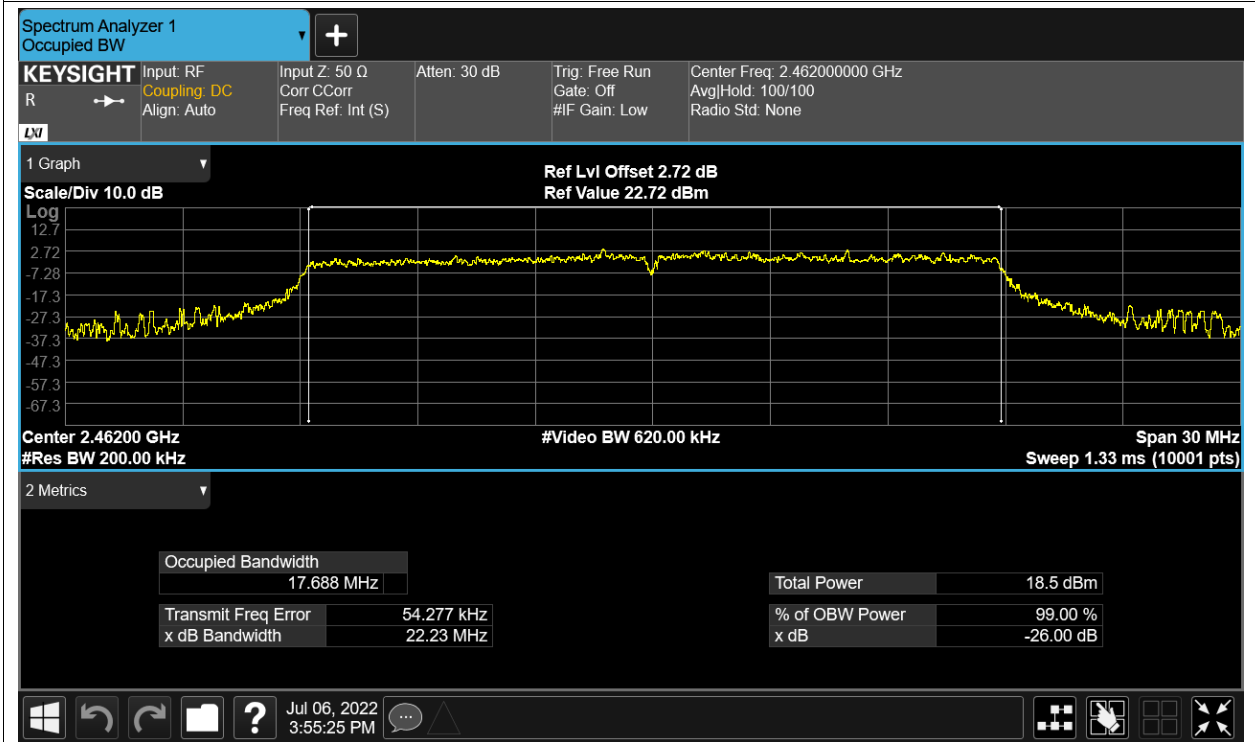 Spectrum Analyzer 1
Occupied BW
KEYSIGHT Input: RF Input Z: 50 Ω Atten: 30 dB Trig: Free Run Center Freq: 2.462000000 GHz
R Coupling: DC Corr CCorr Gate: Off Avg|Hold: 100/100
Align: Auto Freq Ref: Int (S) #IF Gain: Low Radio Std: None
LXI
1 Graph
Ref Lvl Offset 2.72 dB
Scale/Div 10.0 dB Ref Value 22.72 dBm
Log
12.7
2.72
-7.28
-17.3
-27.3
-37.3
-47.3
-57.3
-67.3
Center 2.46200 GHz #Video BW 620.00 kHz Span 30 MHz
#Res BW 200.00 kHz Sweep 1.33 ms (10001 pts)
2 Metrics
Occupied Bandwidth
17.688 MHz Total Power 18.5 dBm
Transmit Freq Error 54.277 kHz % of OBW Power 99.00 %
x dB Bandwidth 22.23 MHz x dB -26.00 dB
? Jul 06, 2022
3:55:25 PM